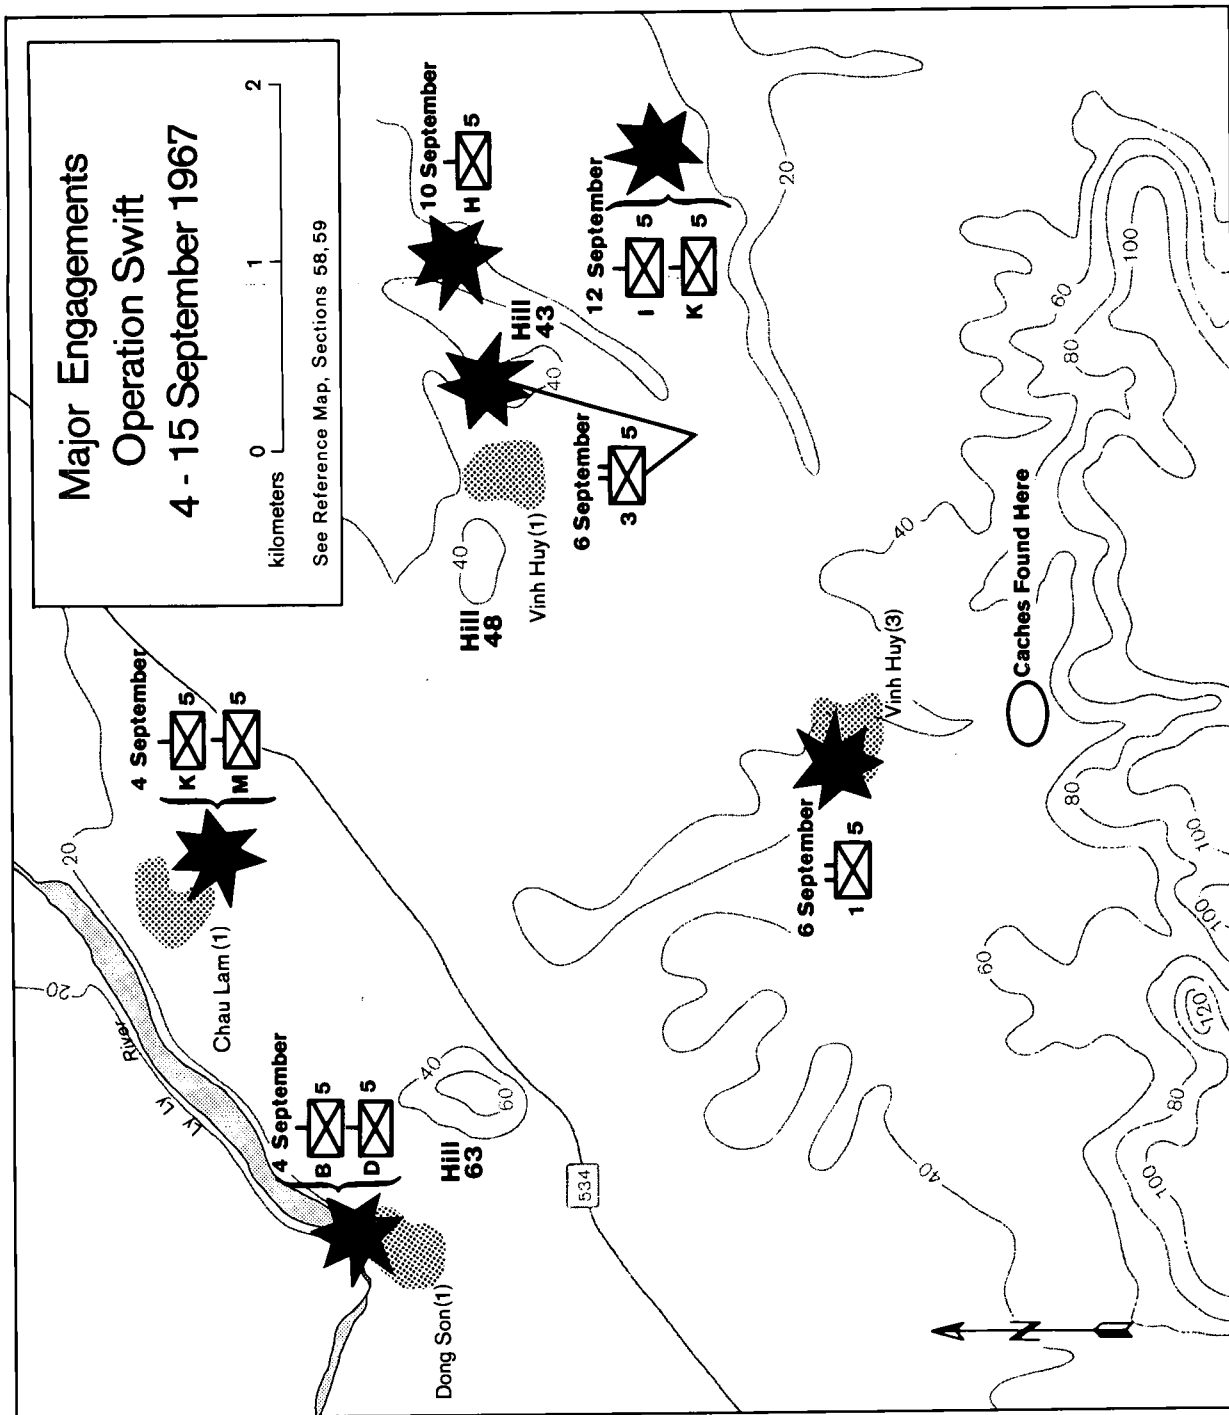 Major Engagements
Operation Swift
4 - 15 September 1967
0 1 2
kilometers
See Reference Map, Sections 58,59
4 September
K 5
M 5
Chau Lam (1)
20
20
River
Ly Ly
4 September
B 5
D 5
Dong Son(1)
Hill
63
40
60
534
Hill
48
40
Vinh Huy(1)
6 September
3 5
Hill
43
40
10 September
H 5
12 September
I 5
K 5
20
6 September
1 5
Vinh Huy(3)
40
Caches Found Here
60
80
100
80
100
100
60
120
80
100
40
N